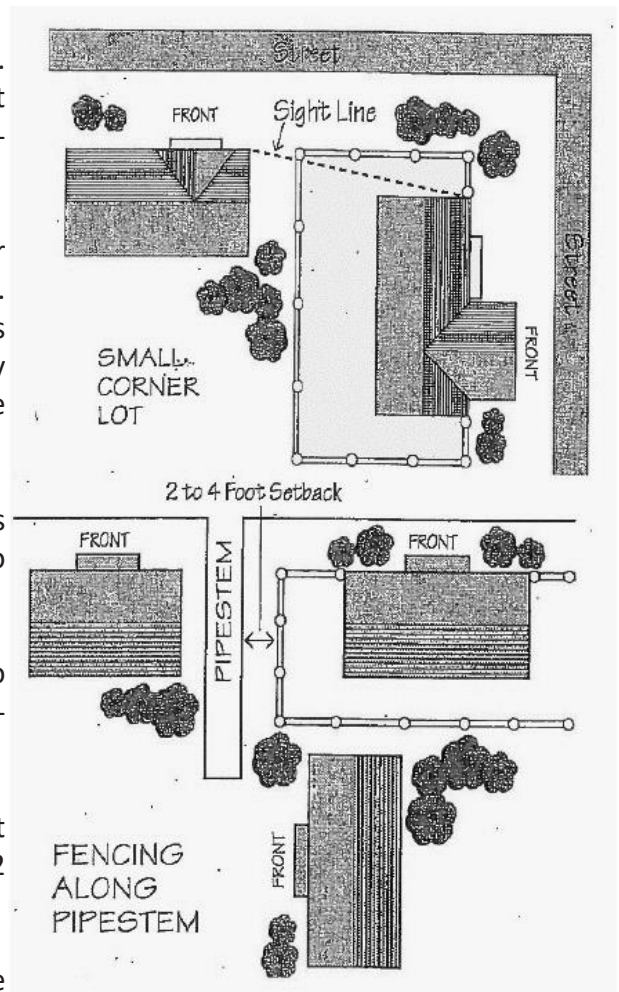 Street
FRONT
Sight Line
Street
FRONT
SMALL
CORNER
LOT
2 to 4 Foot Setback
FRONT
PIPESTEM
FRONT
FRONT
FENCING
ALONG
PIPESTEM